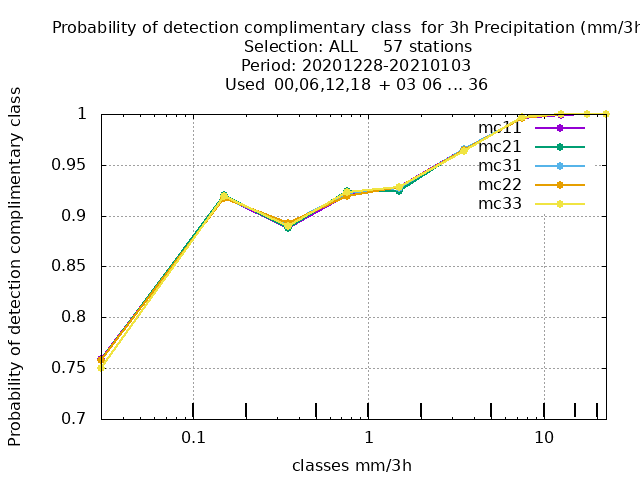 Probability of detection complimentary class for 3h Precipitation (mm/3h
Selection: ALL 57 stations
Period: 20201228-20210103
Used 00,06,12,18 + 03 06 ... 36
Probability of detection complimentary class
1
0.95
0.9
0.85
0.8
0.75
0.7
mc11
mc21
mc31
mc22
mc33
0.1 1 10
classes mm/3h